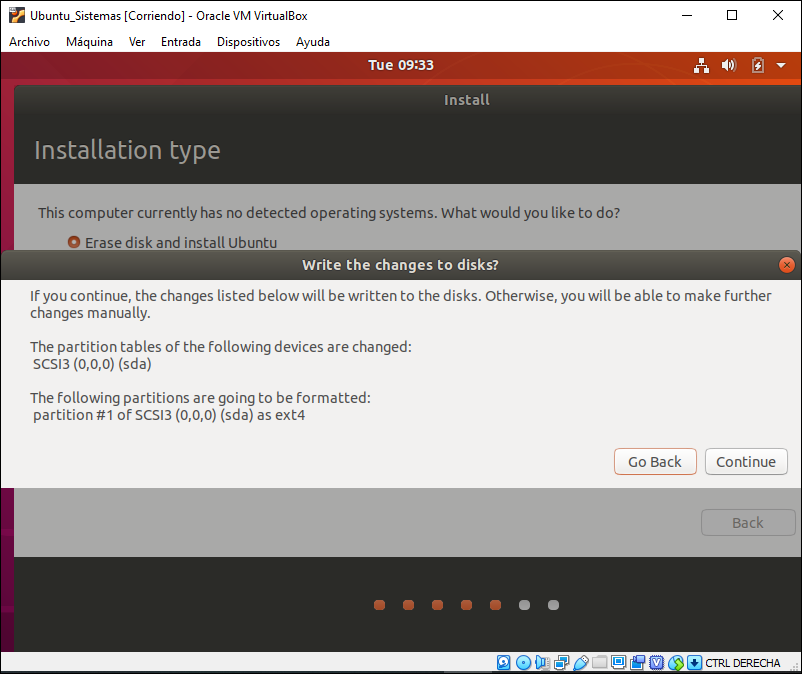 Ubuntu_Sistemas [Corriendo] - Oracle VM VirtualBox
Archivo Máquina Ver Entrada Dispositivos Ayuda
Tue 09:33
Install
Installation type
This computer currently has no detected operating systems. What would you like to do?
Erase disk and install Ubuntu
Write the changes to disks?
If you continue, the changes listed below will be written to the disks. Otherwise, you will be able to make further
changes manually.
The partition tables of the following devices are changed:
SCSI3 (0,0,0) (sda)
The following partitions are going to be formatted:
partition #1 of SCSI3 (0,0,0) (sda) as ext4
Go Back Continue
Back
CTRL DERECHA